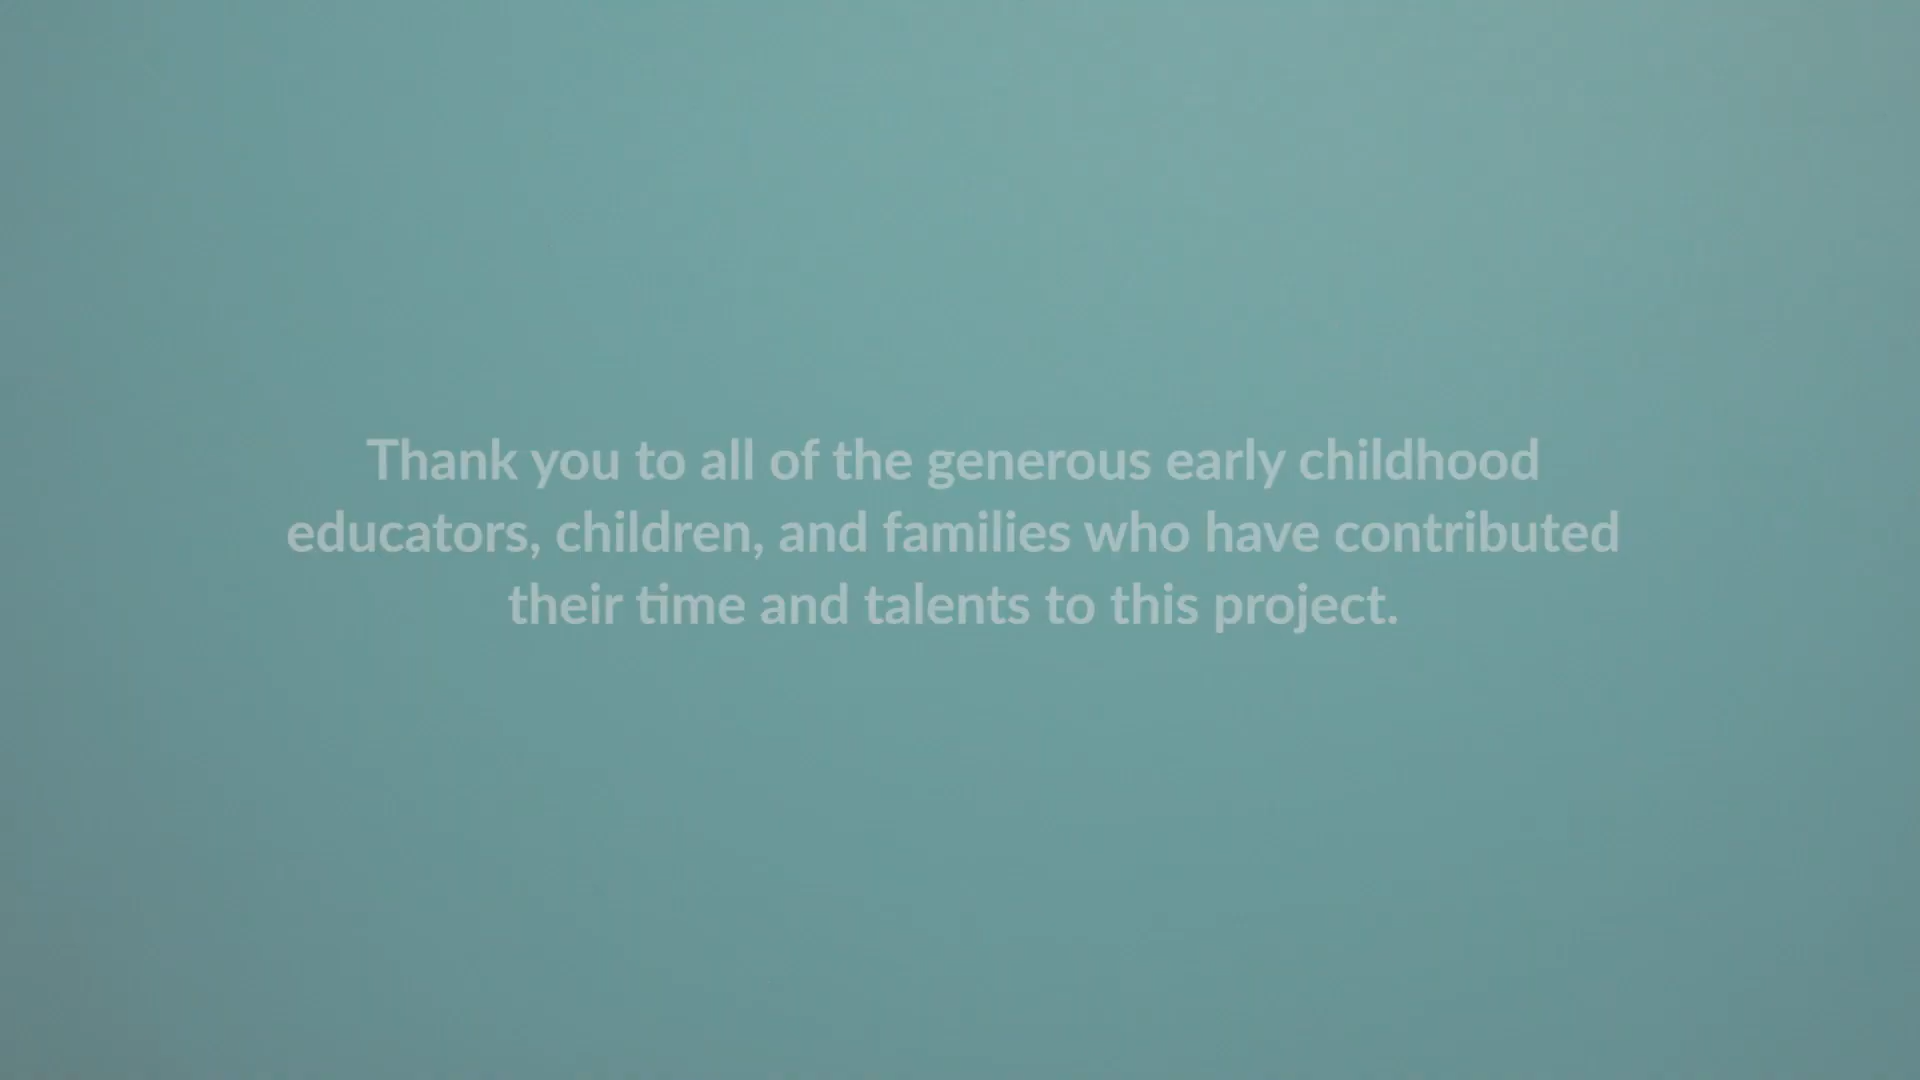 Thank you to all of the generous early childhood
educators, children, and families who have contributed
their time and talents to this project.